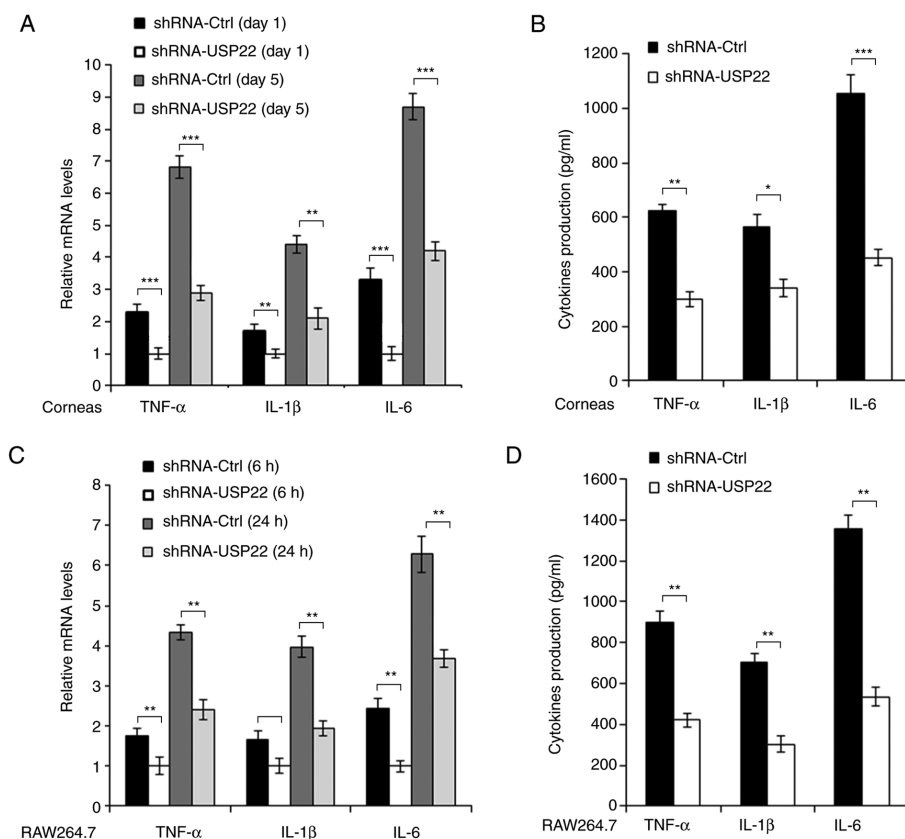 A
shRNA-Ctrl (day 1)
shRNA-USP22 (day 1)
shRNA-Ctrl (day 5)
shRNA-USP22 (day 5)
Relative mRNA levels
10
9
8
7
6
5
4
3
2
1
0
***
***
**
**
***
***
Corneas
TNF-α
IL-1β
IL-6
B
shRNA-Ctrl
shRNA-USP22
Cytokines production (pg/ml)
1200
1000
800
600
400
200
0
**
*
***
Corneas
TNF-α
IL-1β
IL-6
C
shRNA-Ctrl (6 h)
shRNA-USP22 (6 h)
shRNA-Ctrl (24 h)
shRNA-USP22 (24 h)
Relative mRNA levels
8
7
6
5
4
3
2
1
0
**
**
**
**
**
RAW264.7
TNF-α
IL-1β
IL-6
D
shRNA-Ctrl
shRNA-USP22
Cytokines production (pg/ml)
1600
1400
1200
1000
800
600
400
200
0
**
**
**
RAW264.7
TNF-α
IL-1β
IL-6